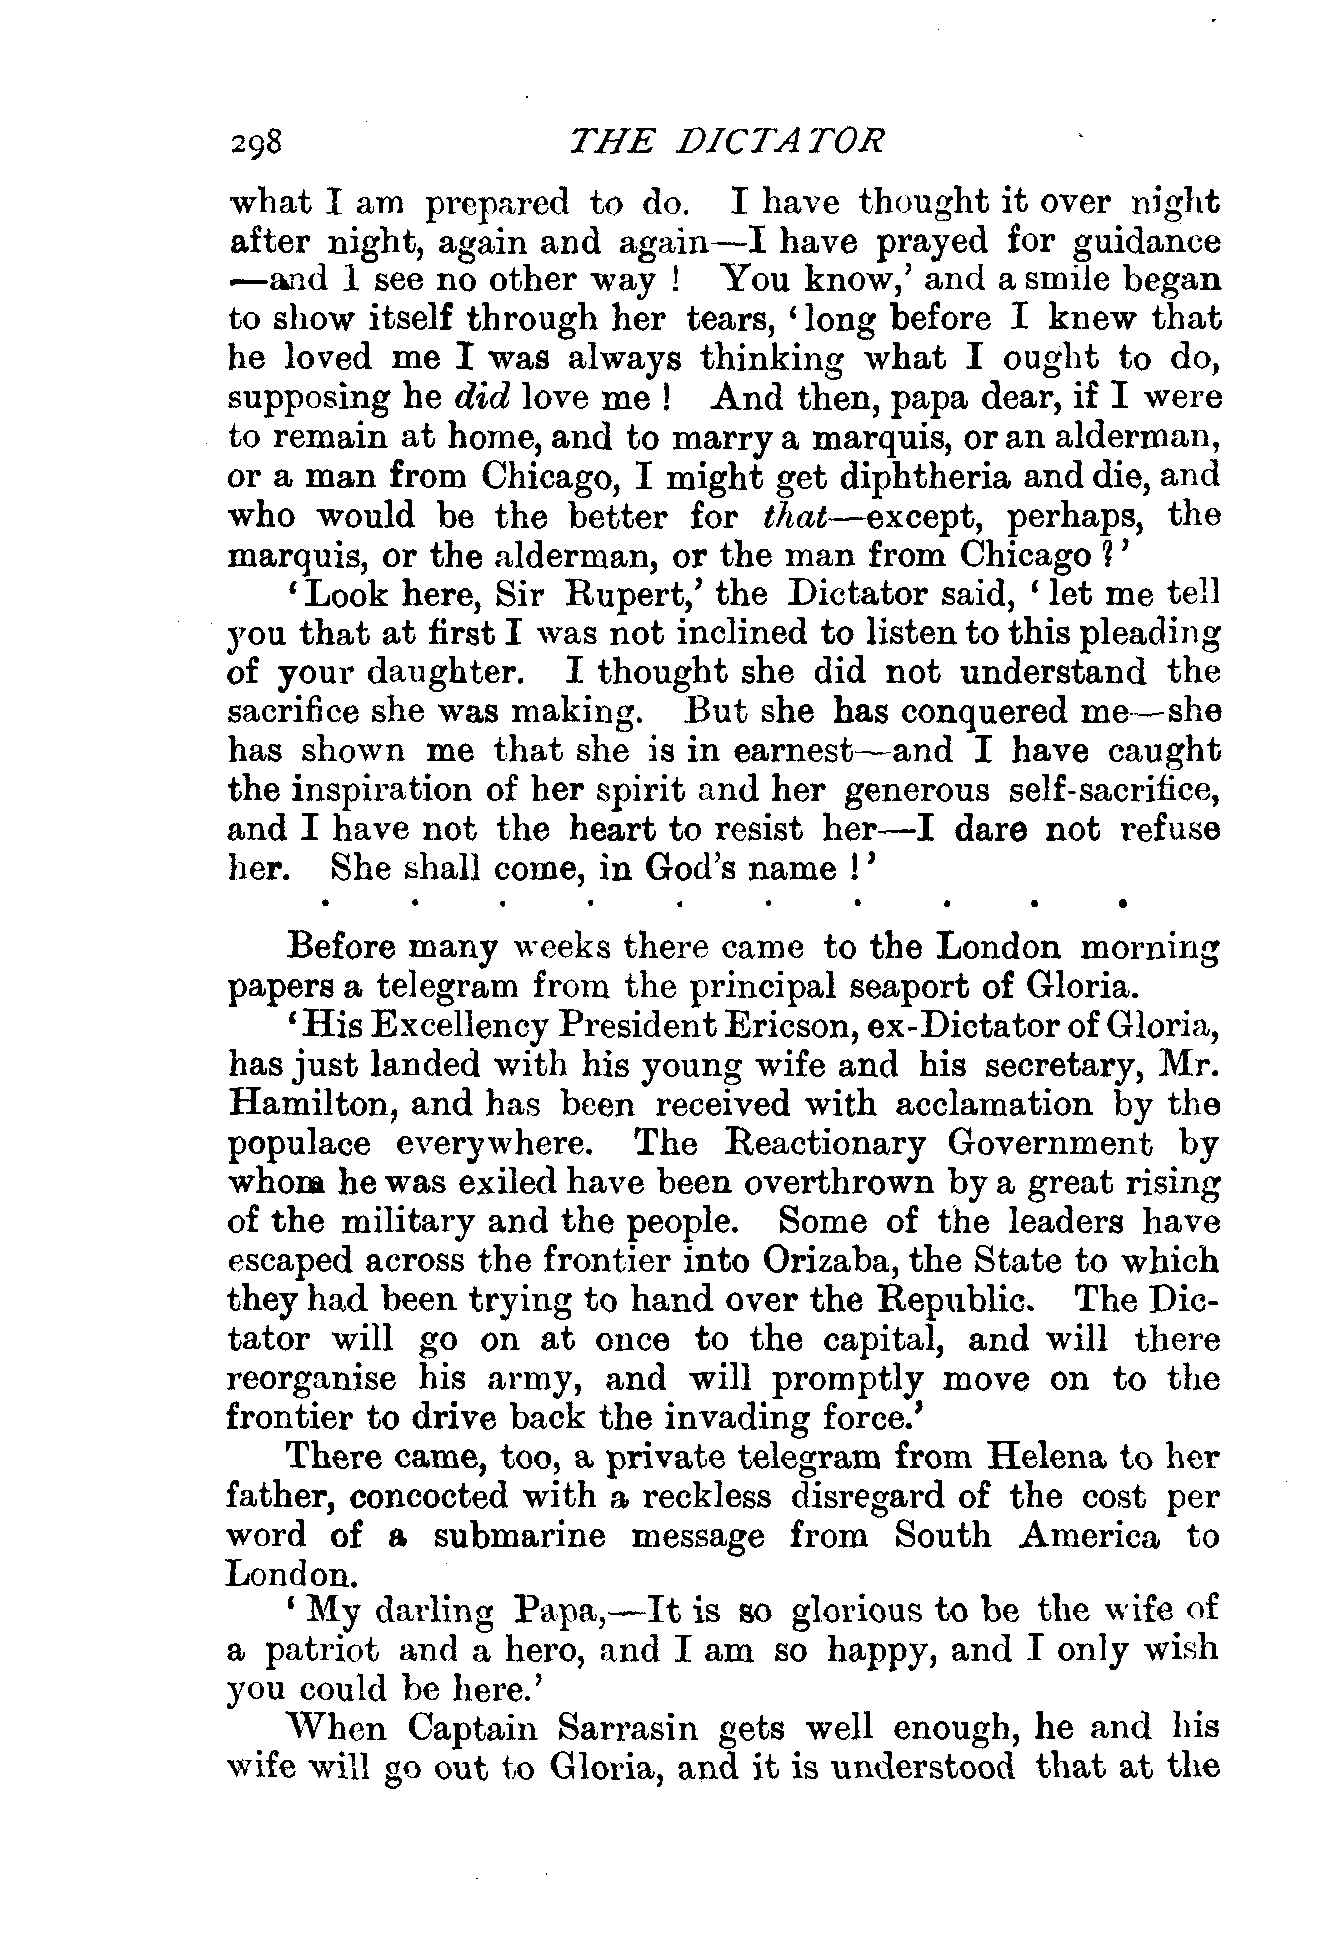 298 THE DICTATOR
what I am prepared to do. I have thought it over night
after night, again and again—I have prayed for guidance
—and I see no other way ! You know,' and a smile began
to show itself through her tears, 'long before I knew that
he loved me I was always thinking what I ought to do,
supposing he did love me ! And then, papa dear, if I were
to remain at home, and to marry a marquis, or an alderman,
or a man from Chicago, I might get diphtheria and die, and
who would be the better for that—except, perhaps, the
marquis, or the alderman, or the man from Chicago ?'
'Look here, Sir Rupert,' the Dictator said, 'let me tell
you that at first I was not inclined to listen to this pleading
of your daughter. I thought she did not understand the
sacrifice she was making. But she has conquered me—she
has shown me that she is in earnest—and I have caught
the inspiration of her spirit and her generous self-sacrifice,
and I have not the heart to resist her—I dare not refuse
her. She shall come, in God's name !'
. . . . . . . . . .
Before many weeks there came to the London morning
papers a telegram from the principal seaport of Gloria.
'His Excellency President Ericson, ex-Dictator of Gloria,
has just landed with his young wife and his secretary, Mr.
Hamilton, and has been received with acclamation by the
populace everywhere. The Reactionary Government by
whom he was exiled have been overthrown by a great rising
of the military and the people. Some of the leaders have
escaped across the frontier into Orizaba, the State to which
they had been trying to hand over the Republic. The Dic-
tator will go on at once to the capital, and will there
reorganise his army, and will promptly move on to the
frontier to drive back the invading force.'
There came, too, a private telegram from Helena to her
father, concocted with a reckless disregard of the cost per
word of a submarine message from South America to
London.
'My darling Papa,—It is so glorious to be the wife of
a patriot and a hero, and I am so happy, and I only wish
you could be here.'
When Captain Sarrasin gets well enough, he and his
wife will go out to Gloria, and it is understood that at the